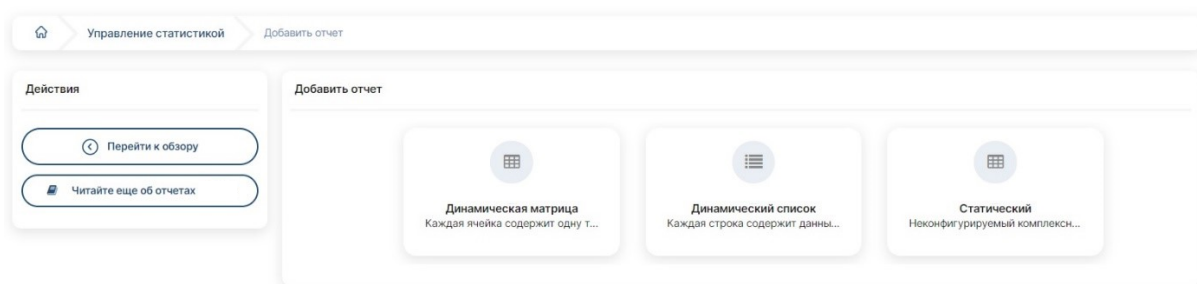 Управление статистикой
Добавить отчет
Действия
Перейти к обзору
Читайте еще об отчетах
Добавить отчет
Динамическая матрица
Каждая ячейка содержит одну т...
Динамический список
Каждая строка содержит данны...
Статический
Неконфигурируемый комплексн...